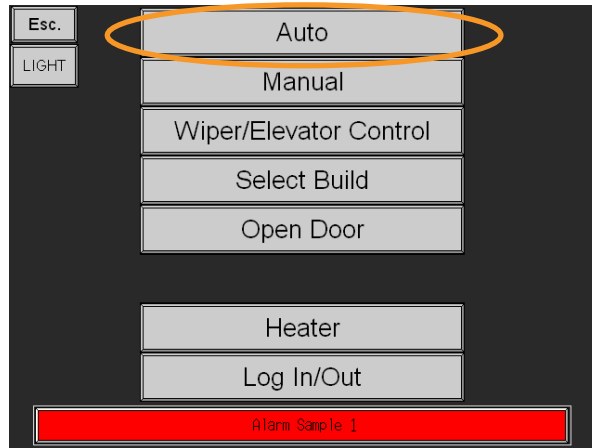 Esc.
Auto
LIGHT
Manual
Wiper/Elevator Control
Select Build
Open Door
Heater
Log In/Out
Alarm Sample 1